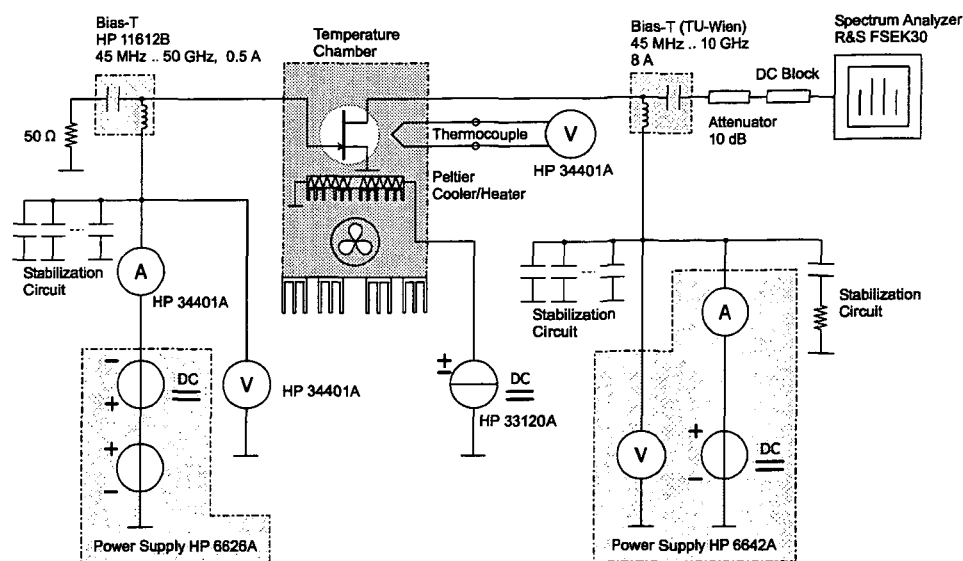 Bias-T
HP 11612B
45 MHz .. 50 GHz, 0.5 A
Temperature
Chamber
Bias-T (TU-Wien)
45 MHz .. 10 GHz
8 A
Spectrum Analyzer
R&S FSEK30
DC Block
50 Ω
Thermocouple
V
Attenuator
10 dB
HP 34401A
Peltier
Cooler/Heater
Stabilization
Circuit
A
HP 34401A
Stabilization
Circuit
A
Stabilization
Circuit
− DC
+
V
HP 34401A
+
−
DC
HP 33120A
+
−
V
+
−
DC
Power Supply HP 6626A
Power Supply HP 6642A